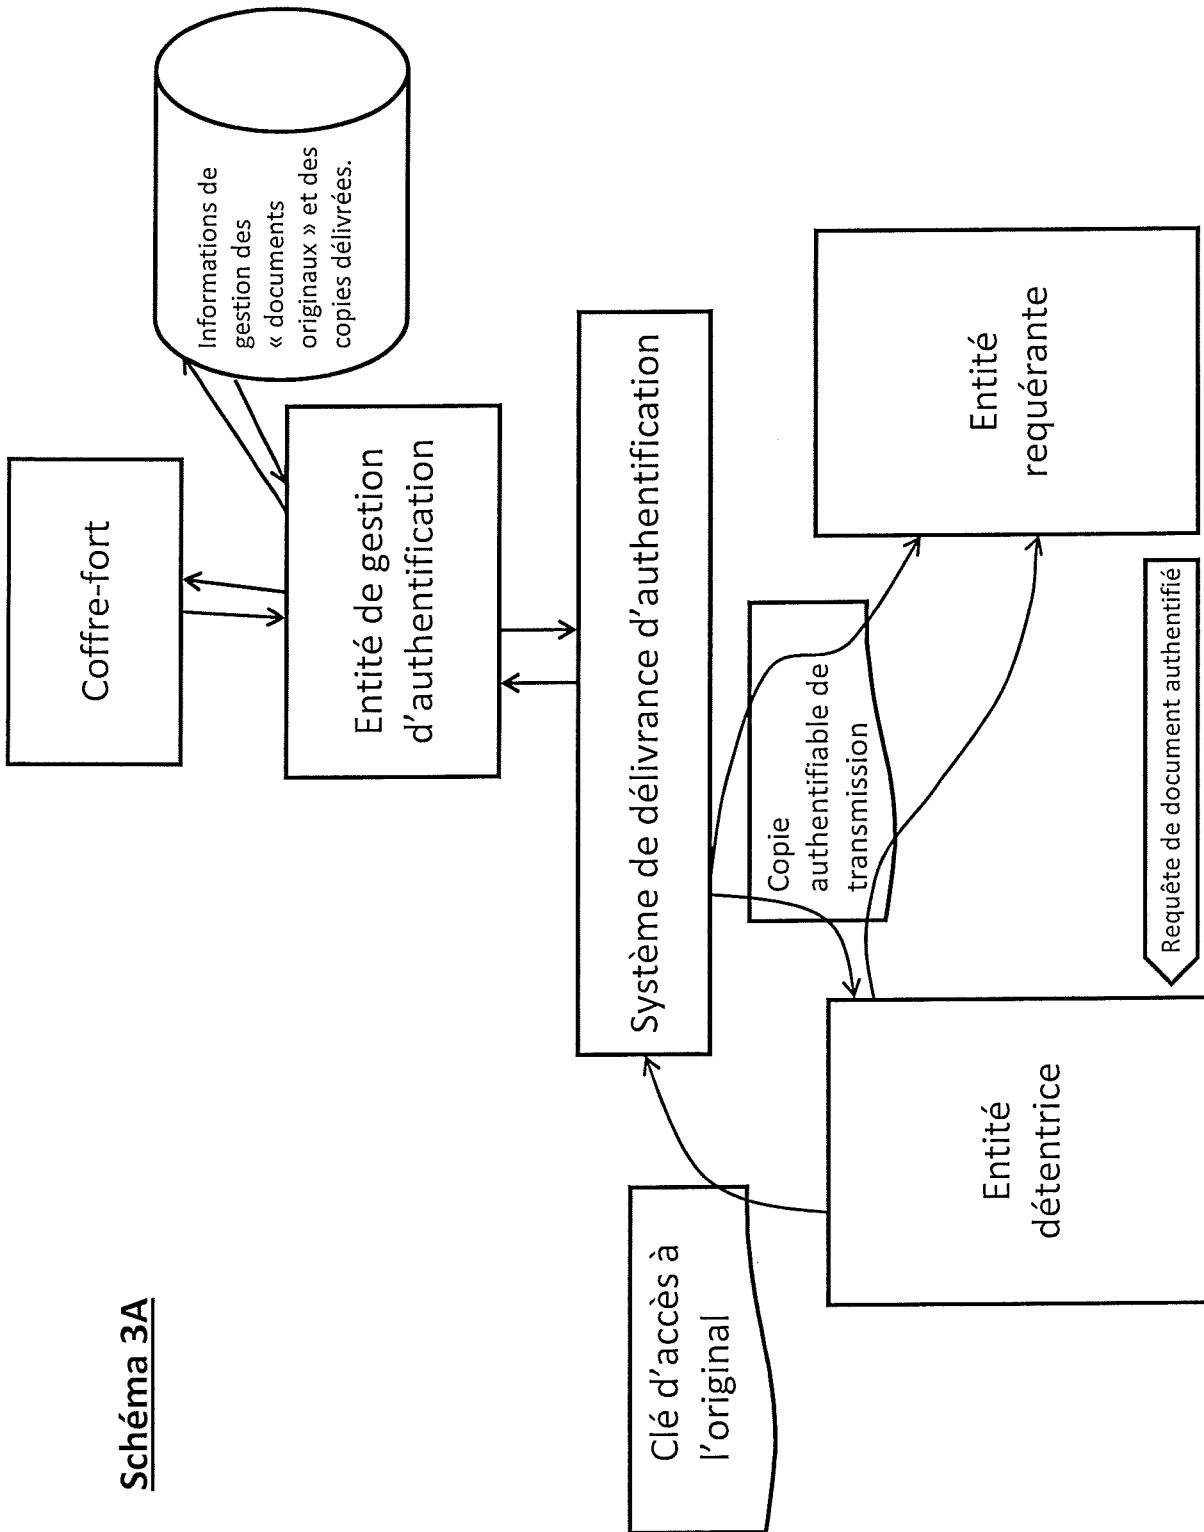 Schéma 3A
Coffre-fort
Informations de
gestion des
« documents
originaux » et des
copies délivrées.
Entité de gestion
d'authentification
Système de délivrance d'authentification
Clé d'accès à
l'original
Copie
authentifiable de
transmission
Entité
détentrice
Entité
requérante
Requête de document authentifié